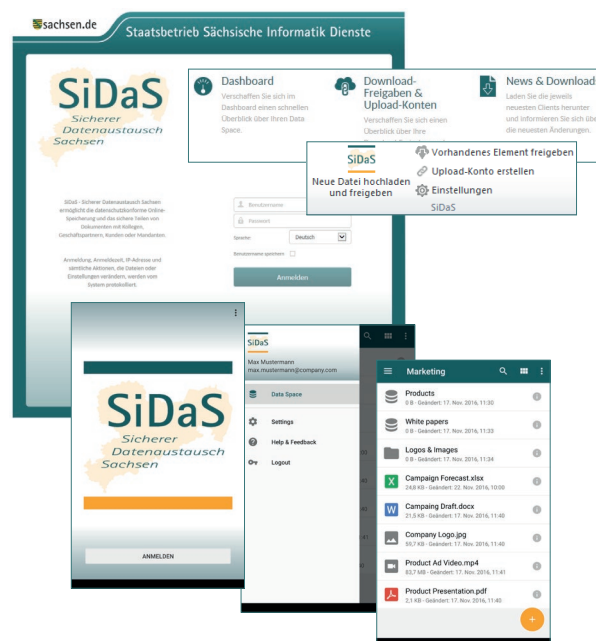 sachsen.de
Staatsbetrieb Sächsische Informatik Dienste
SiDaS
Sicherer
Datenaustausch
Sachsen
Dashboard
Verschaffen Sie sich im
Dashboard einen schnellen
Überblick über Ihren Data
Space.
Download-
Freigaben &
Upload-Konten
Verschaffen Sie sich einen
Überblick über Ihre
News & Download
Laden Sie die jeweils
neuesten Clients herunter
und informieren Sie sich übe
die neuesten Änderungen.
SiDaS
Neue Datei hochladen
und freigeben
Vorhandenes Element freigeben
Upload-Konto erstellen
Einstellungen
SiDaS
SiDaS - Sicherer Datenaustausch Sachsen
ermöglicht die datenschutzkonforme Online-
Speicherung und das sichere Teilen von
Dokumenten mit Kollegen,
Geschäftspartnern, Kunden oder Mandanten.
Anmeldung, Anmeldezeit, IP-Adresse und
sämtliche Aktionen, die Dateien oder
Einstellungen verändern, werden vom
System protokolliert.
Benutzername
Passwort
Sprache
Deutsch
Benutzername speichern
Anmelden
SiDaS
Sicherer
Datenaustausch
Sachsen
ANMELDEN
SiDaS
Max Mustermann
max.mustermann@company.com
Data Space
Settings
Help & Feedback
Logout
Marketing
Products
0 B - Geändert: 17. Nov. 2016, 11:30
White papers
0 B - Geändert: 17. Nov. 2016, 11:33
Logos & Images
0 B - Geändert: 17. Nov. 2016, 11:34
Campaign Forecast.xlsx
24,8 KB - Geändert: 22. Nov. 2016, 10:00
Campaing Draft.docx
21,5 KB - Geändert: 17. Nov. 2016, 11:40
Company Logo.jpg
59,7 KB - Geändert: 17. Nov. 2016, 11:40
Product Ad Video.mp4
83,7 MB - Geändert: 17. Nov. 2016, 11:41
Product Presentation.pdf
2,1 KB - Geändert: 17. Nov. 2016, 11:40